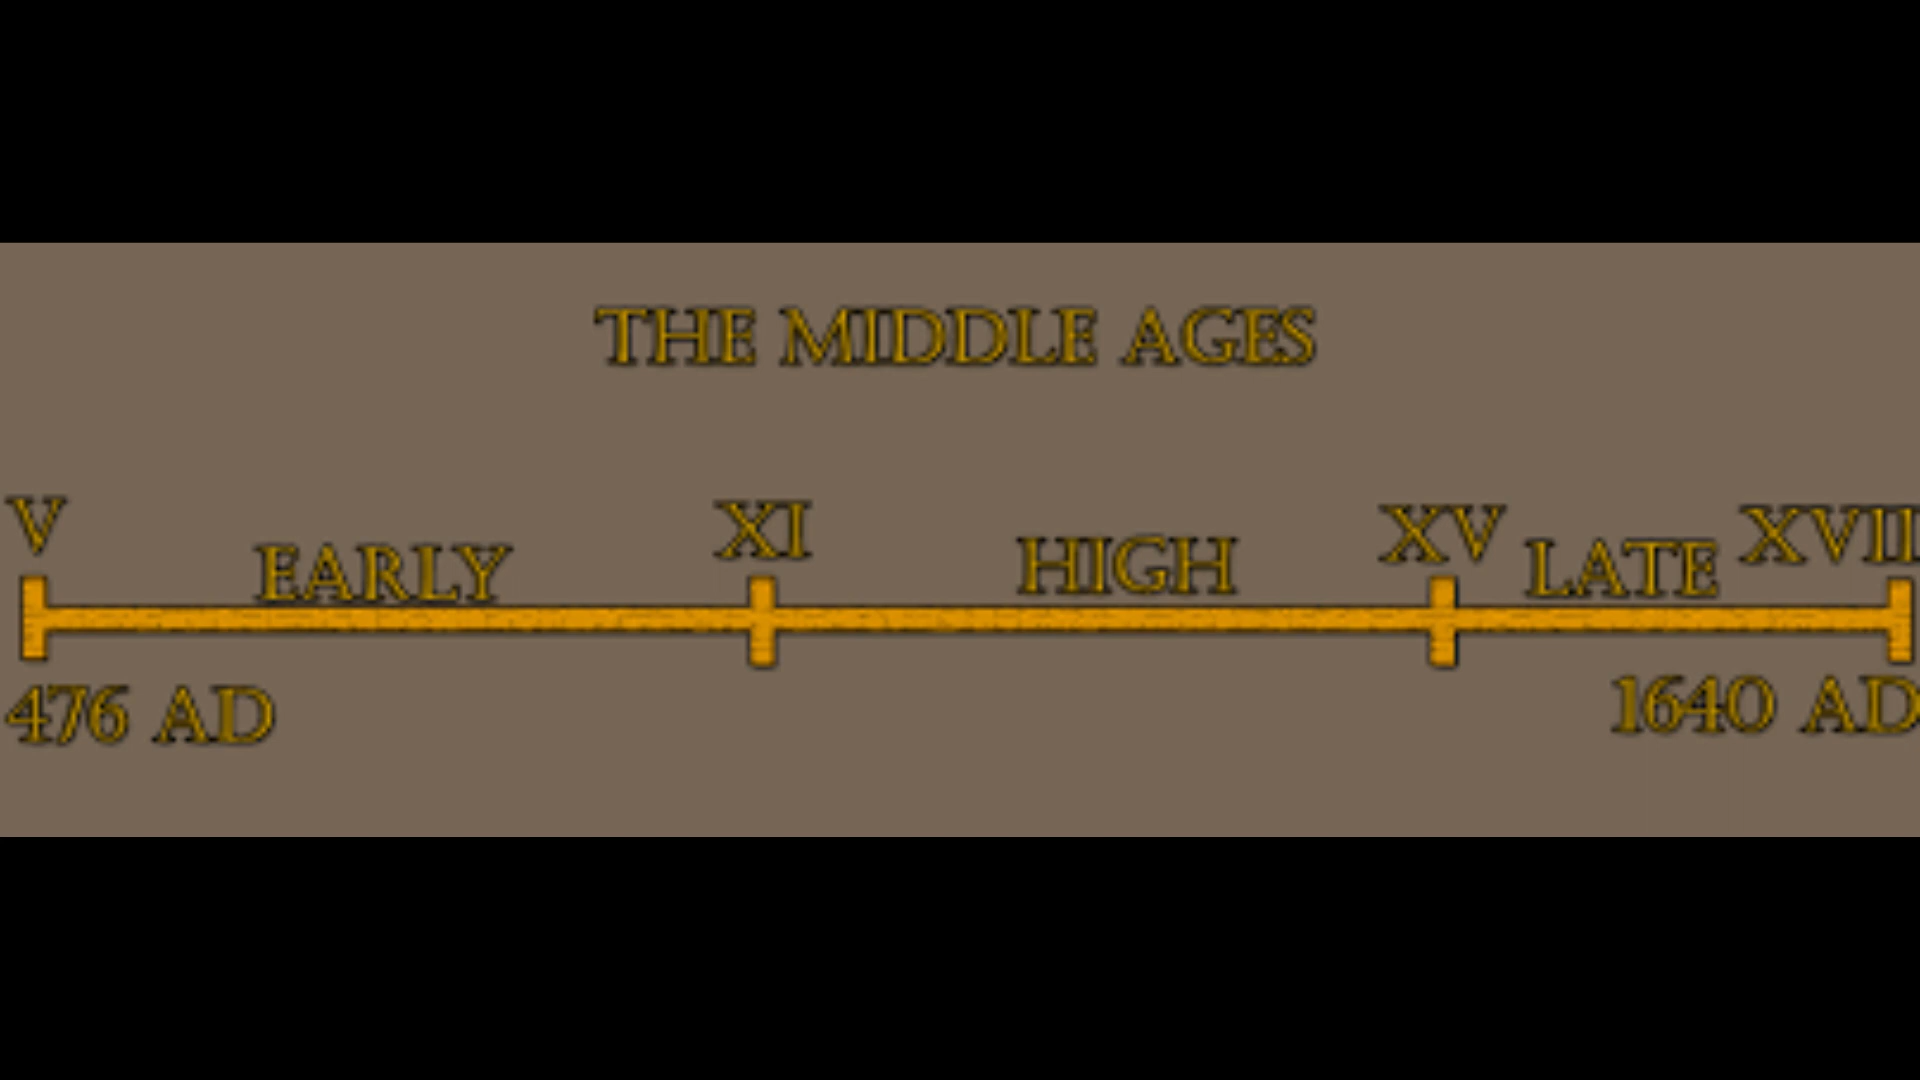 THE MIDDLE AGES
V XI XV XVII
EARLY HIGH LATE
476 AD 1640 AD